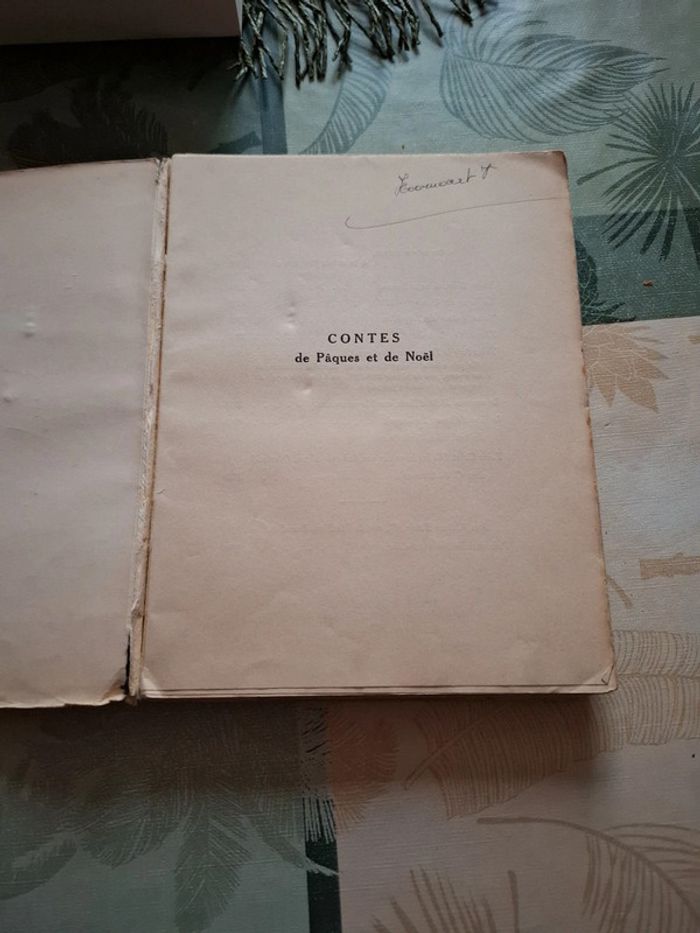 CONTES
de Pâques et de Noël